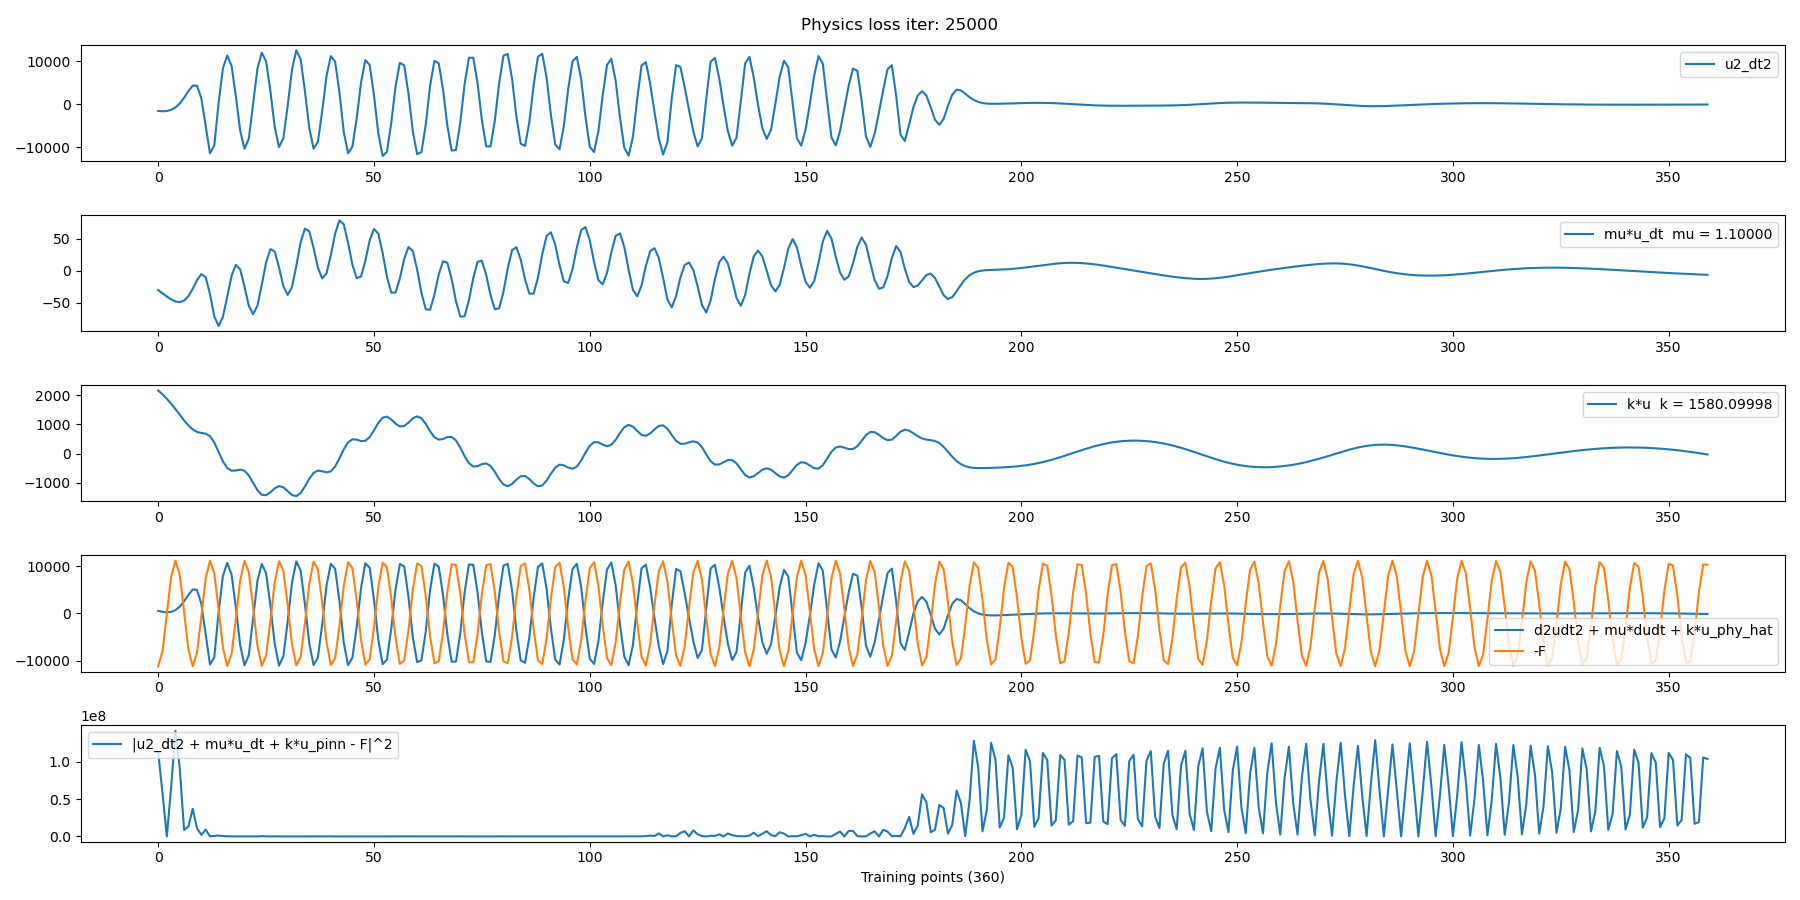 Physics loss iter: 25000
10000
0
−10000
u2_dt2
0 50 100 150 200 250 300 350
50
0
−50
mu*u_dt  mu = 1.10000
0 50 100 150 200 250 300 350
2000
1000
0
−1000
k*u  k = 1580.09998
0 50 100 150 200 250 300 350
10000
0
−10000
d2udt2 + mu*dudt + k*u_phy_hat
-F
0 50 100 150 200 250 300 350
1e8
1.0
0.5
0.0
|u2_dt2 + mu*u_dt + k*u_pinn - F|^2
0 50 100 150 200 250 300 350
Training points (360)